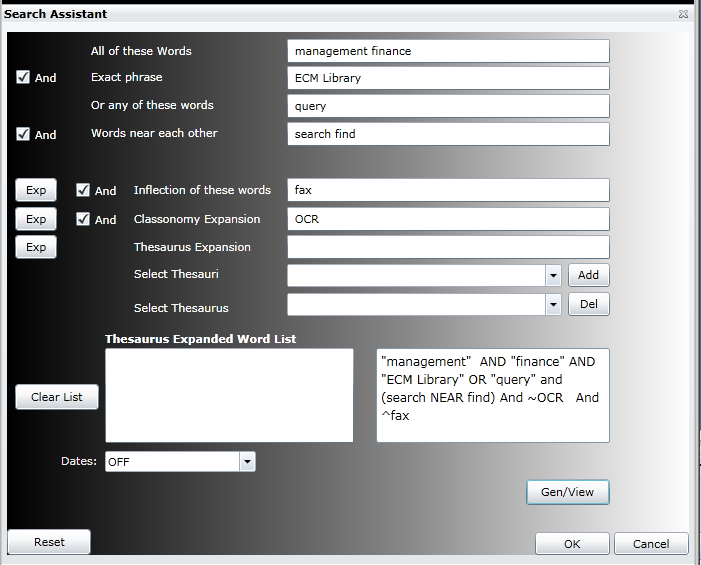 Search Assistant
All of these Words management finance
And Exact phrase ECM Library
Or any of these words query
And Words near each other search find
Exp And Inflection of these words fax
Exp And Classonomy Expansion OCR
Exp Thesaurus Expansion
Select Thesauri Add
Select Thesaurus Del
Thesaurus Expanded Word List
"management"  AND "finance" AND
"ECM Library" OR "query" and
(search NEAR find) And ~OCR   And
^fax
Clear List
Dates: OFF
Gen/View
Reset OK Cancel